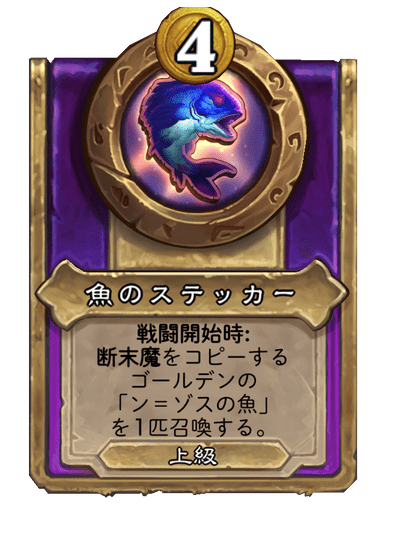 4
魚のステッカー
戦闘開始時:
断末魔をコピーする
ゴールデンの
「ン＝ゾスの魚」
を1匹召喚する。
上級